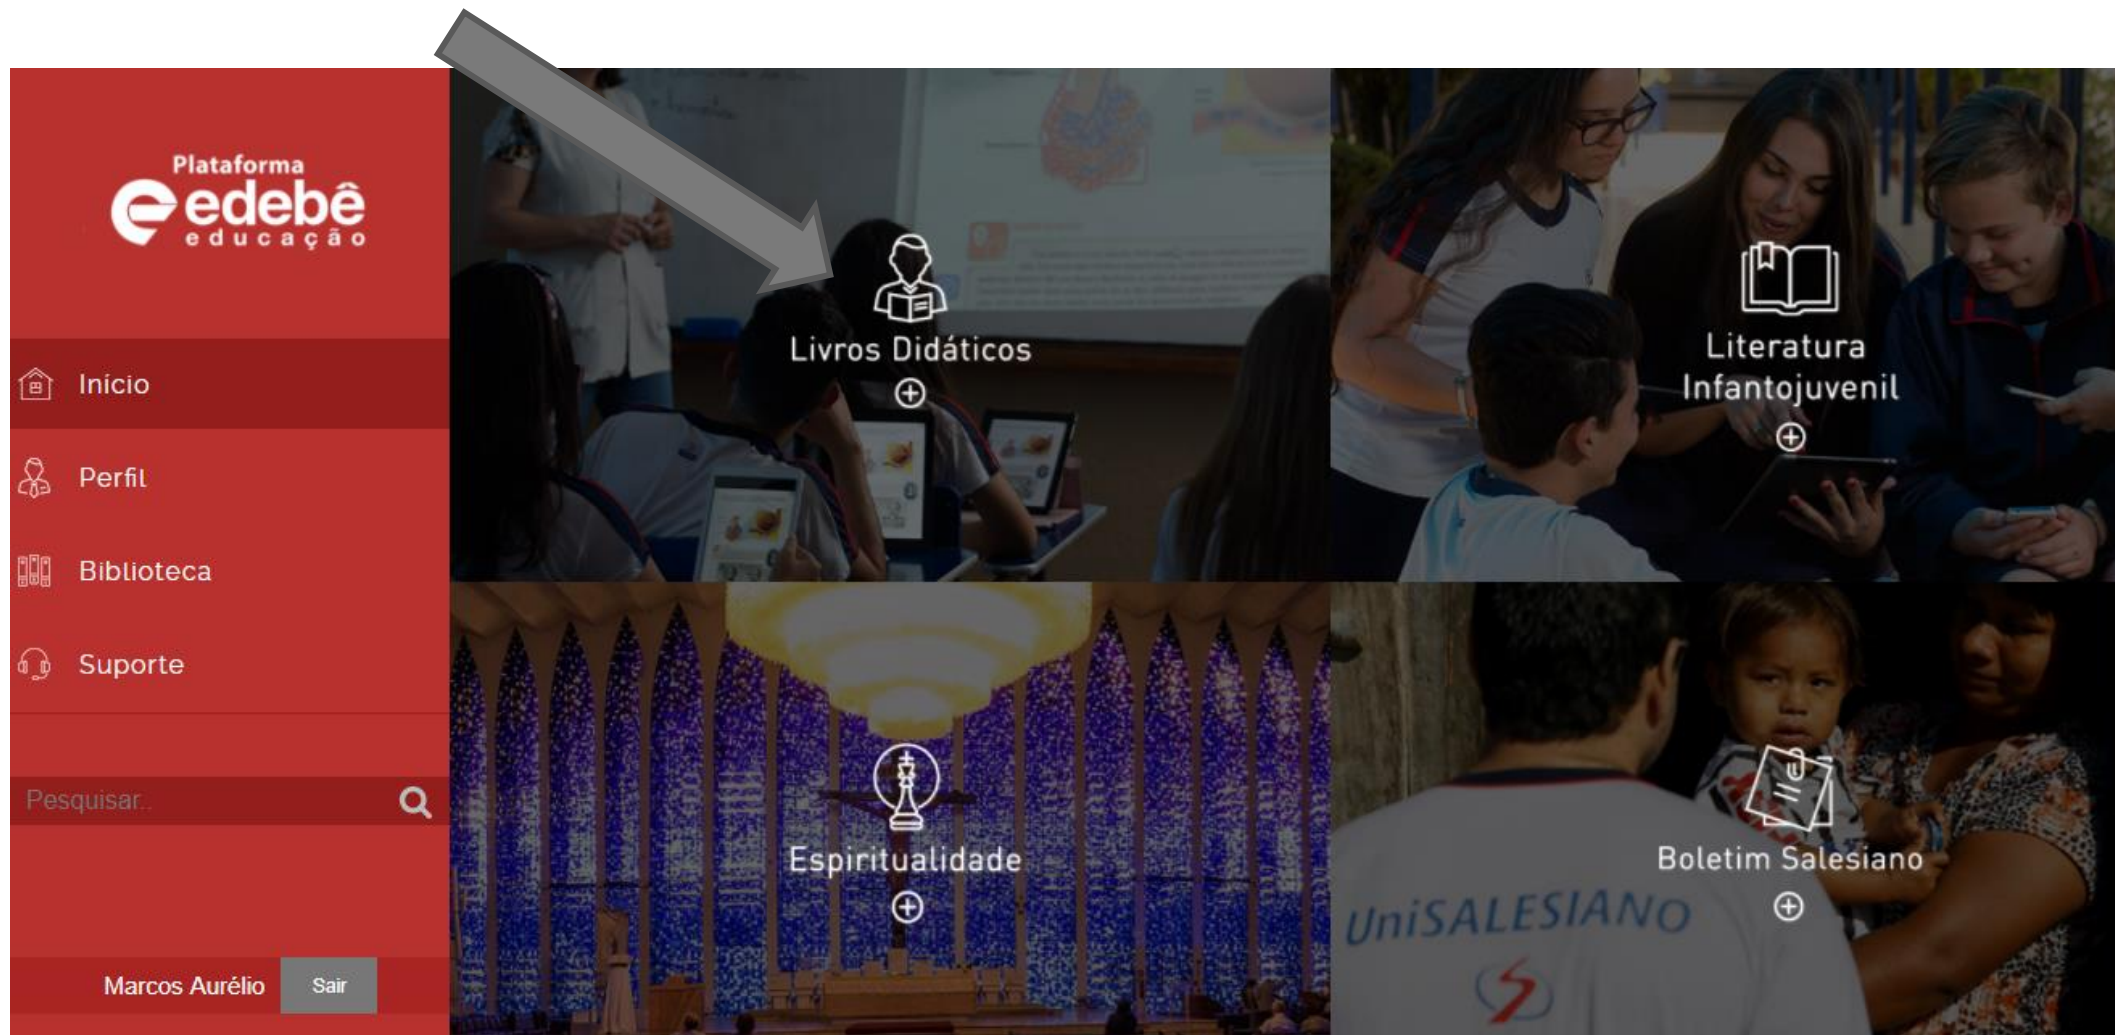 Plataforma
edebê
educação
Início
Perfil
Biblioteca
Suporte
Pesquisar..
Marcos Aurélio
Sair
Livros Didáticos
Literatura
Infantojuvenil
Espiritualidade
Boletim Salesiano
UniSALESIANO